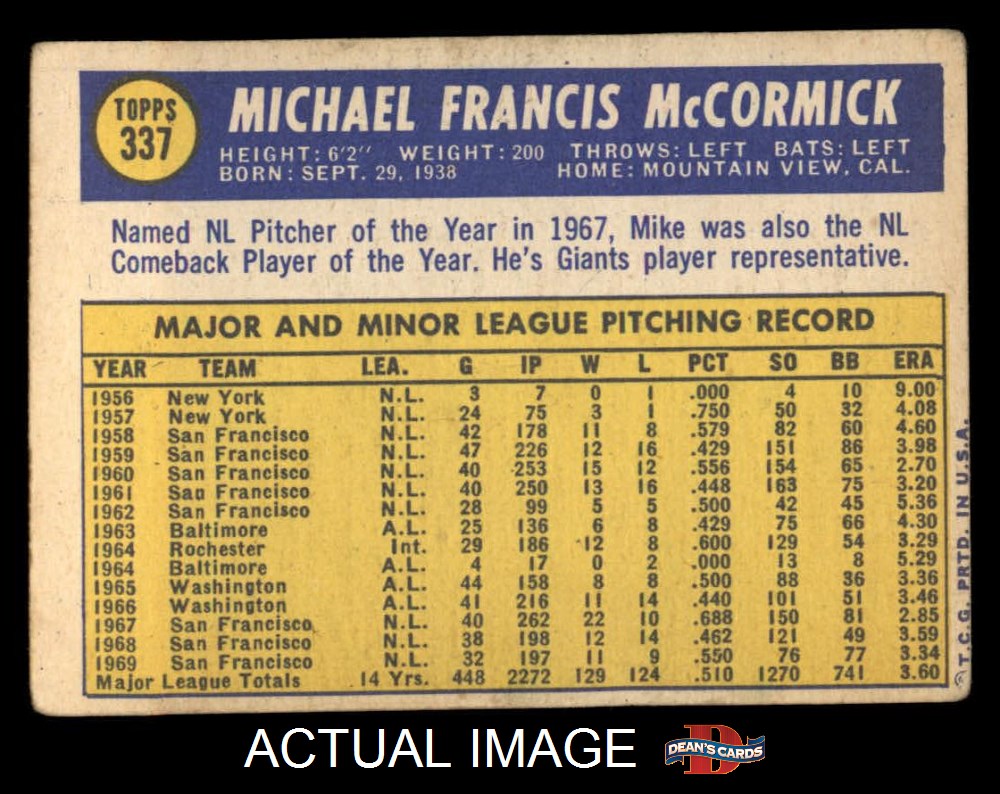 TOPPS
337
MICHAEL FRANCIS McCORMICK
HEIGHT: 6'2" WEIGHT: 200 THROWS: LEFT BATS: LEFT
BORN: SEPT. 29, 1938 HOME: MOUNTAIN VIEW, CAL.
Named NL Pitcher of the Year in 1967, Mike was also the NL
Comeback Player of the Year. He's Giants player representative.
MAJOR AND MINOR LEAGUE PITCHING RECORD
YEAR TEAM LEA. G IP W L PCT SO BB ERA
1956 New York N.L. 3 7 0 1 .000 4 10 9.00
1957 New York N.L. 24 75 3 1 .750 50 32 4.08
1958 San Francisco N.L. 42 178 11 8 .579 82 60 4.60
1959 San Francisco N.L. 47 226 12 16 .429 151 86 3.98
1960 San Francisco N.L. 40 253 15 12 .556 154 65 2.70
1961 San Francisco N.L. 40 250 13 16 .448 163 75 3.20
1962 San Francisco N.L. 28 99 5 5 .500 42 45 5.36
1963 Baltimore A.L. 25 136 6 8 .429 75 66 4.30
1964 Rochester Int. 29 186 12 8 .600 129 54 3.29
1964 Baltimore A.L. 4 17 0 2 .000 13 8 5.29
1965 Washington A.L. 44 158 8 8 .500 88 36 3.36
1966 Washington A.L. 41 216 11 14 .440 101 51 3.46
1967 San Francisco N.L. 40 262 22 10 .688 150 81 2.85
1968 San Francisco N.L. 38 198 12 14 .462 121 49 3.59
1969 San Francisco N.L. 32 197 11 9 .550 76 77 3.34
Major League Totals 14 Yrs. 448 2272 129 124 .510 1270 741 3.60
©T.C.G. PRTD. IN U.S.A.
ACTUAL IMAGE
D
DEAN'S CARDS